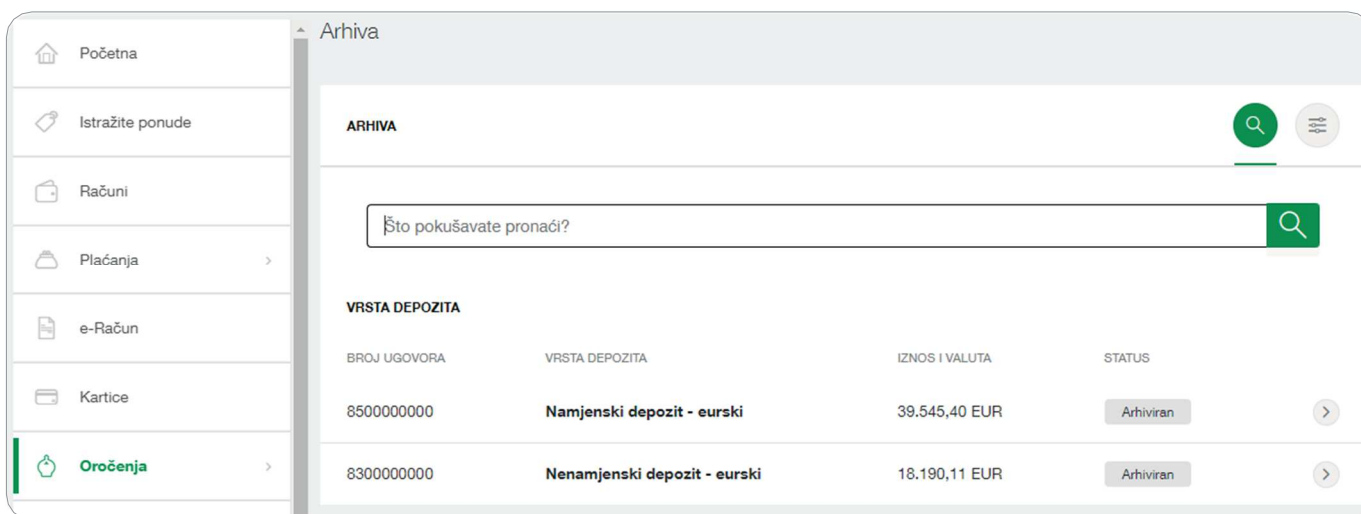 Arhiva
Početna
Istražite ponude
Računi
Plaćanja
e-Račun
Kartice
Oročenja
ARHIVA
Što pokušavate pronaći?
VRSTA DEPOZITA
BROJ UGOVORA VRSTA DEPOZITA IZNOS I VALUTA STATUS
8500000000 Namjenski depozit - eurski 39.545,40 EUR Arhiviran
8300000000 Nenamjenski depozit - eurski 18.190,11 EUR Arhiviran